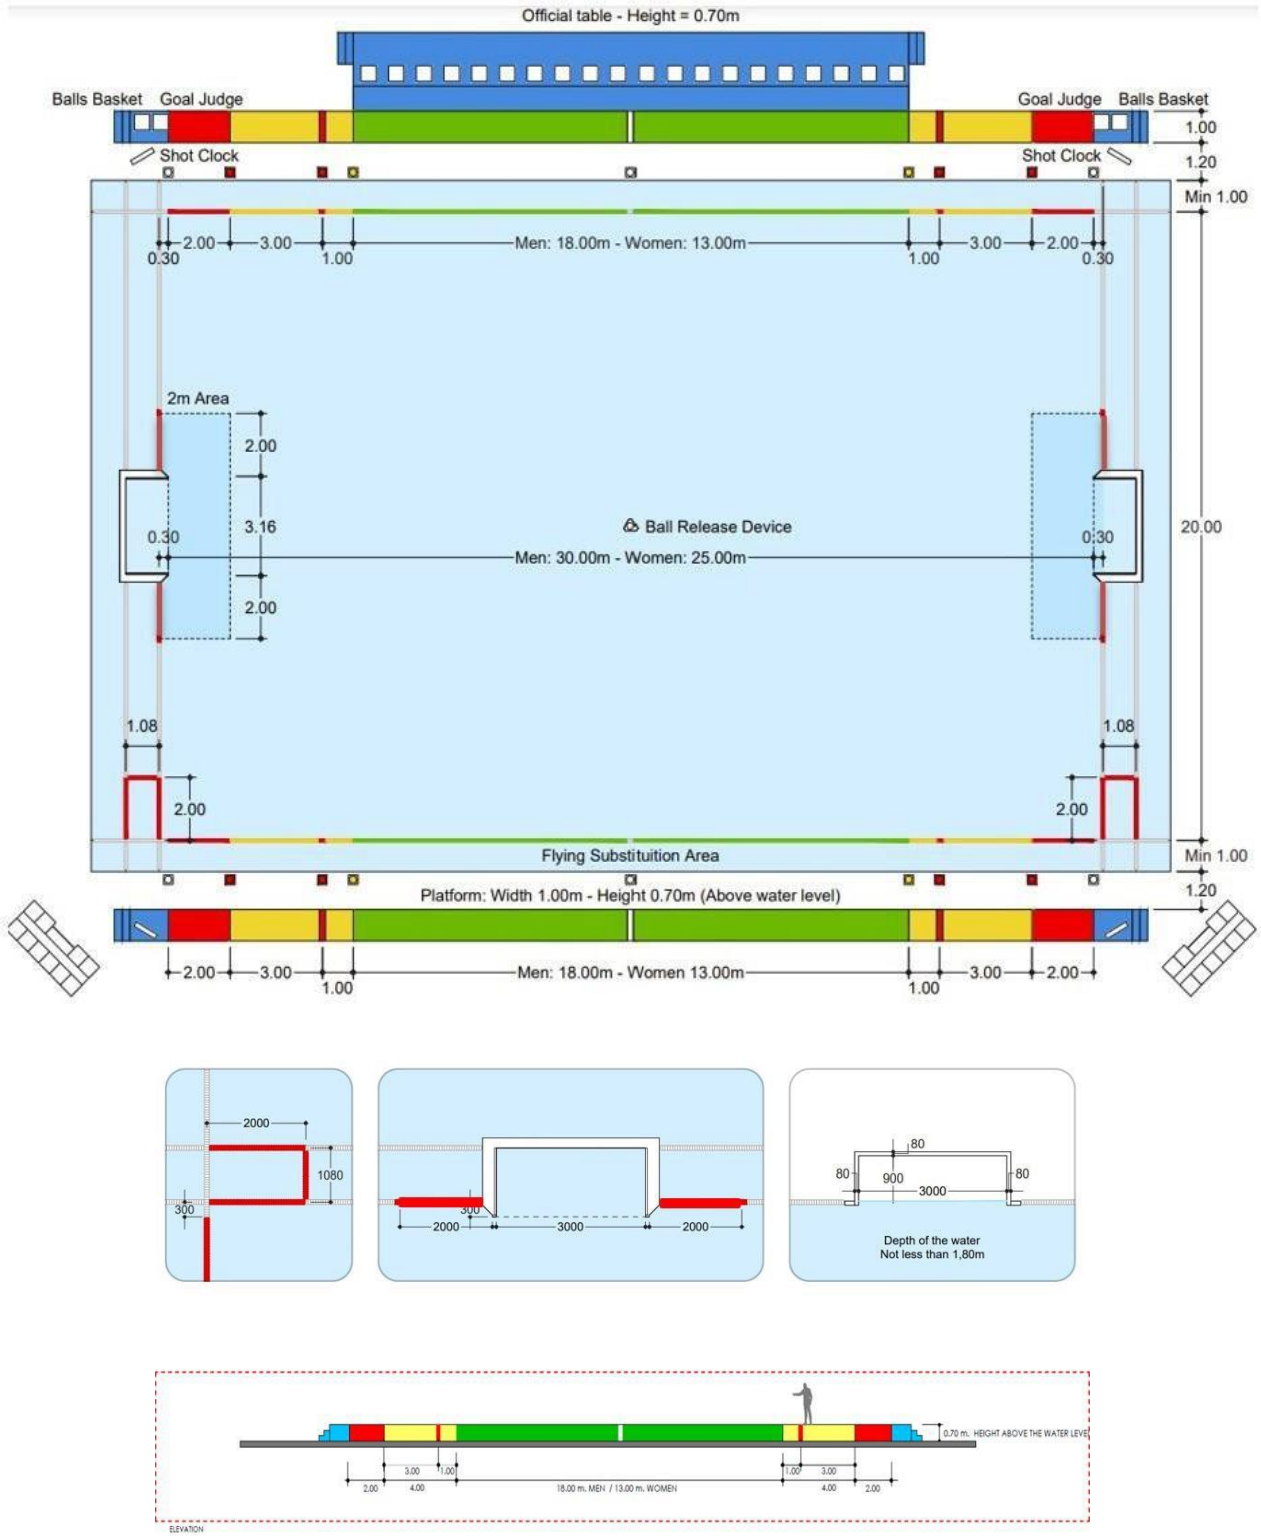 Official table - Height = 0.70m
Balls Basket Goal Judge Goal Judge Balls Basket
1.00
Shot Clock Shot Clock 1.20
Min 1.00
2.00 3.00 Men: 18.00m - Women: 13.00m 3.00 2.00
0.30 1.00 1.00 0.30
2m Area
2.00
3.16 Ball Release Device 20.00
0.30 0.30
Men: 30.00m - Women: 25.00m
2.00
1.08 1.08
2.00 2.00
Flying Substituition Area Min 1.00
Platform: Width 1.00m - Height 0.70m (Above water level) 1.20
2.00 3.00 Men: 18.00m - Women 13.00m 3.00 2.00
1.00 1.00
2000
1080
300
300
2000 3000 2000
80
80 900 80
3000
Depth of the water
Not less than 1,80m
0.70 m. HEIGHT ABOVE THE WATER LEVE
3.00 1.00 1.00 3.00
2.00 4.00 18.00 m. MEN / 13.00 m. WOMEN 4.00 2.00
ELEVATION